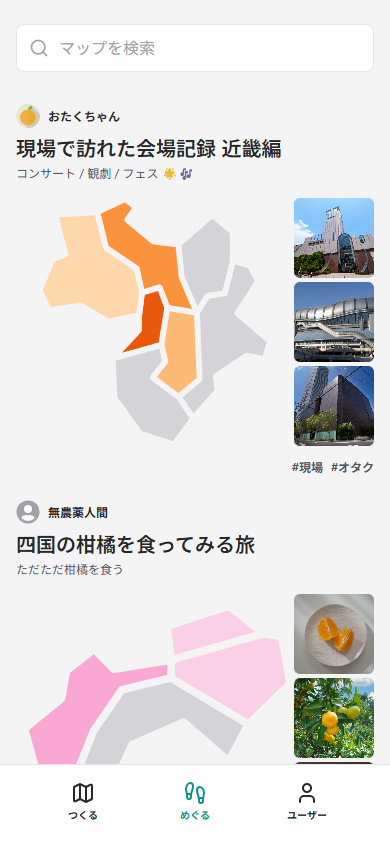 マップを検索
おたくちゃん
現場で訪れた会場記録 近畿編
コンサート / 観劇 / フェス ☀️ 🎶
#現場 #オタク
無農薬人間
四国の柑橘を食ってみる旅
ただただ柑橘を食う
つくる
めぐる
ユーザー